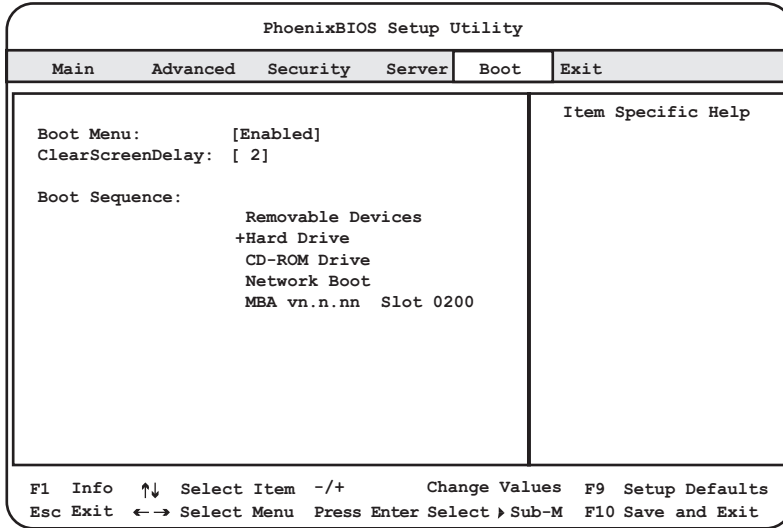 PhoenixBIOS Setup Utility
Main Advanced Security Server Boot Exit
Item Specific Help
Boot Menu: [Enabled]
ClearScreenDelay: [ 2]
Boot Sequence:
Removable Devices
+Hard Drive
CD-ROM Drive
Network Boot
MBA vn.n.nn Slot 0200
F1 Info ↑↓ Select Item -/+ Change Values F9 Setup Defaults
Esc Exit ←→ Select Menu Press Enter Select ▸ Sub-M F10 Save and Exit